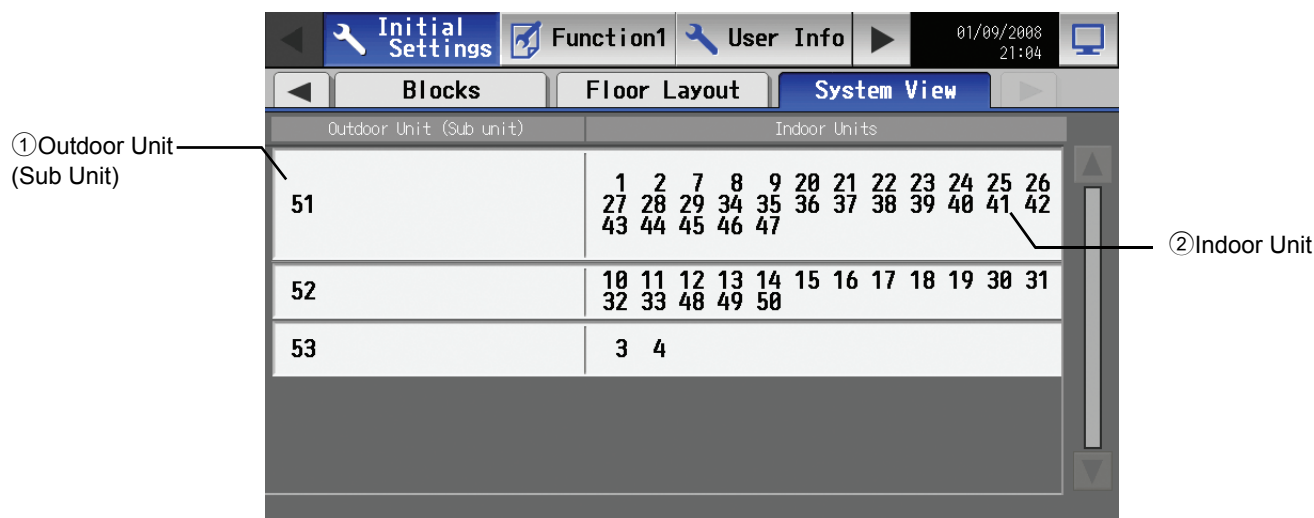 Initial Settings Function1 User Info 01/09/2008 21:04
Blocks Floor Layout System View
Outdoor Unit (Sub unit) Indoor Units
①Outdoor Unit
(Sub Unit)
51
1 2 7 8 9 20 21 22 23 24 25 26
27 28 29 34 35 36 37 38 39 40 41 42
43 44 45 46 47
②Indoor Unit
52
10 11 12 13 14 15 16 17 18 19 30 31
32 33 48 49 50
53
3 4